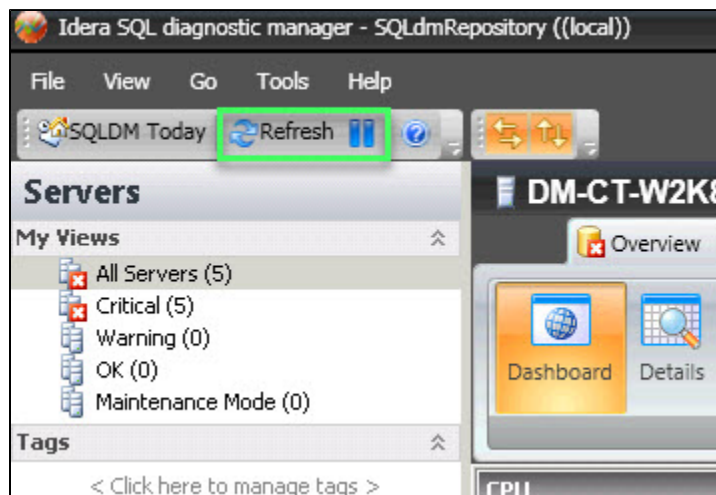 Idera SQL diagnostic manager - SQLdmRepository ((local))
File View Go Tools Help
SQLDM Today Refresh
Servers
DM-CT-W2K8
My Views
Overview
All Servers (5)
Critical (5)
Warning (0)
OK (0)
Maintenance Mode (0)
Dashboard Details
Tags
< Click here to manage tags >
CPU